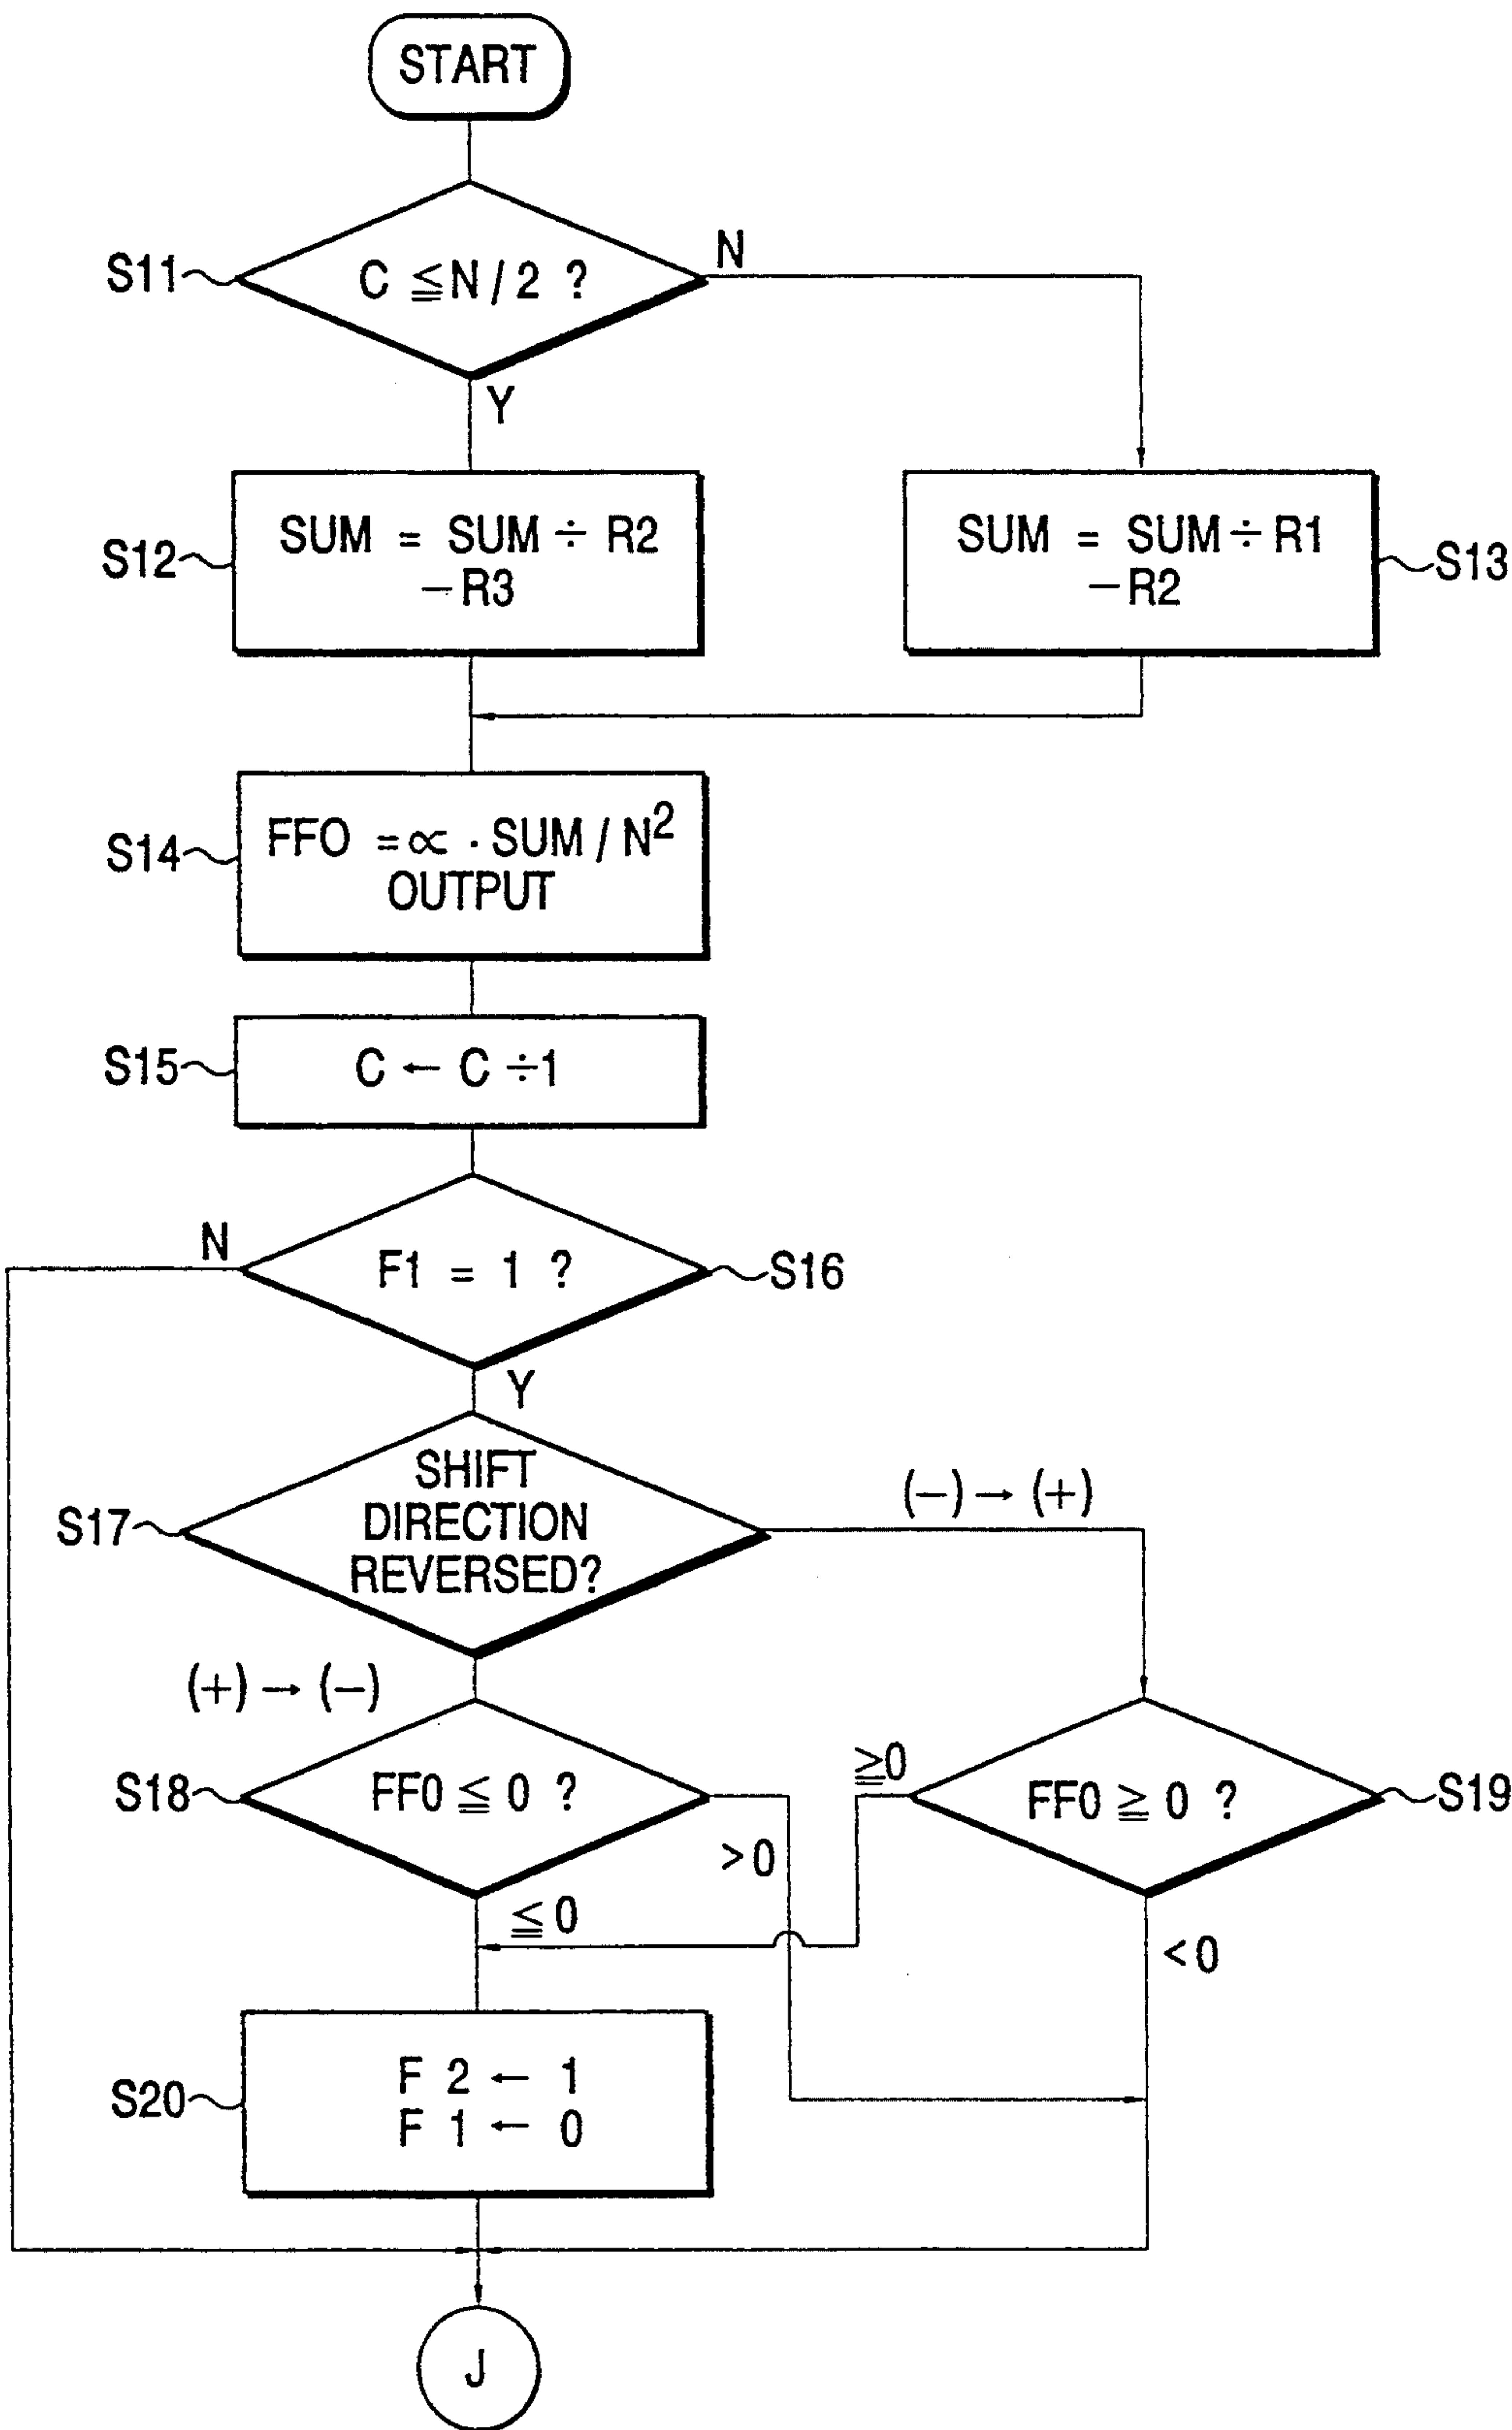 START
S11
C ≦ N / 2 ?
N
Y
S12
SUM = SUM ÷ R2
− R3
SUM = SUM ÷ R1
− R2
S13
S14
FFO = ∝ · SUM / N²
OUTPUT
S15
C ← C ÷ 1
N
F1 = 1 ?
S16
Y
S17
SHIFT
DIRECTION
REVERSED?
(−) → (+)
(+) → (−)
S18
FF0 ≦ 0 ?
>0
≦ 0
≧0
FF0 ≧ 0 ?
S19
< 0
S20
F 2 ← 1
F 1 ← 0
J